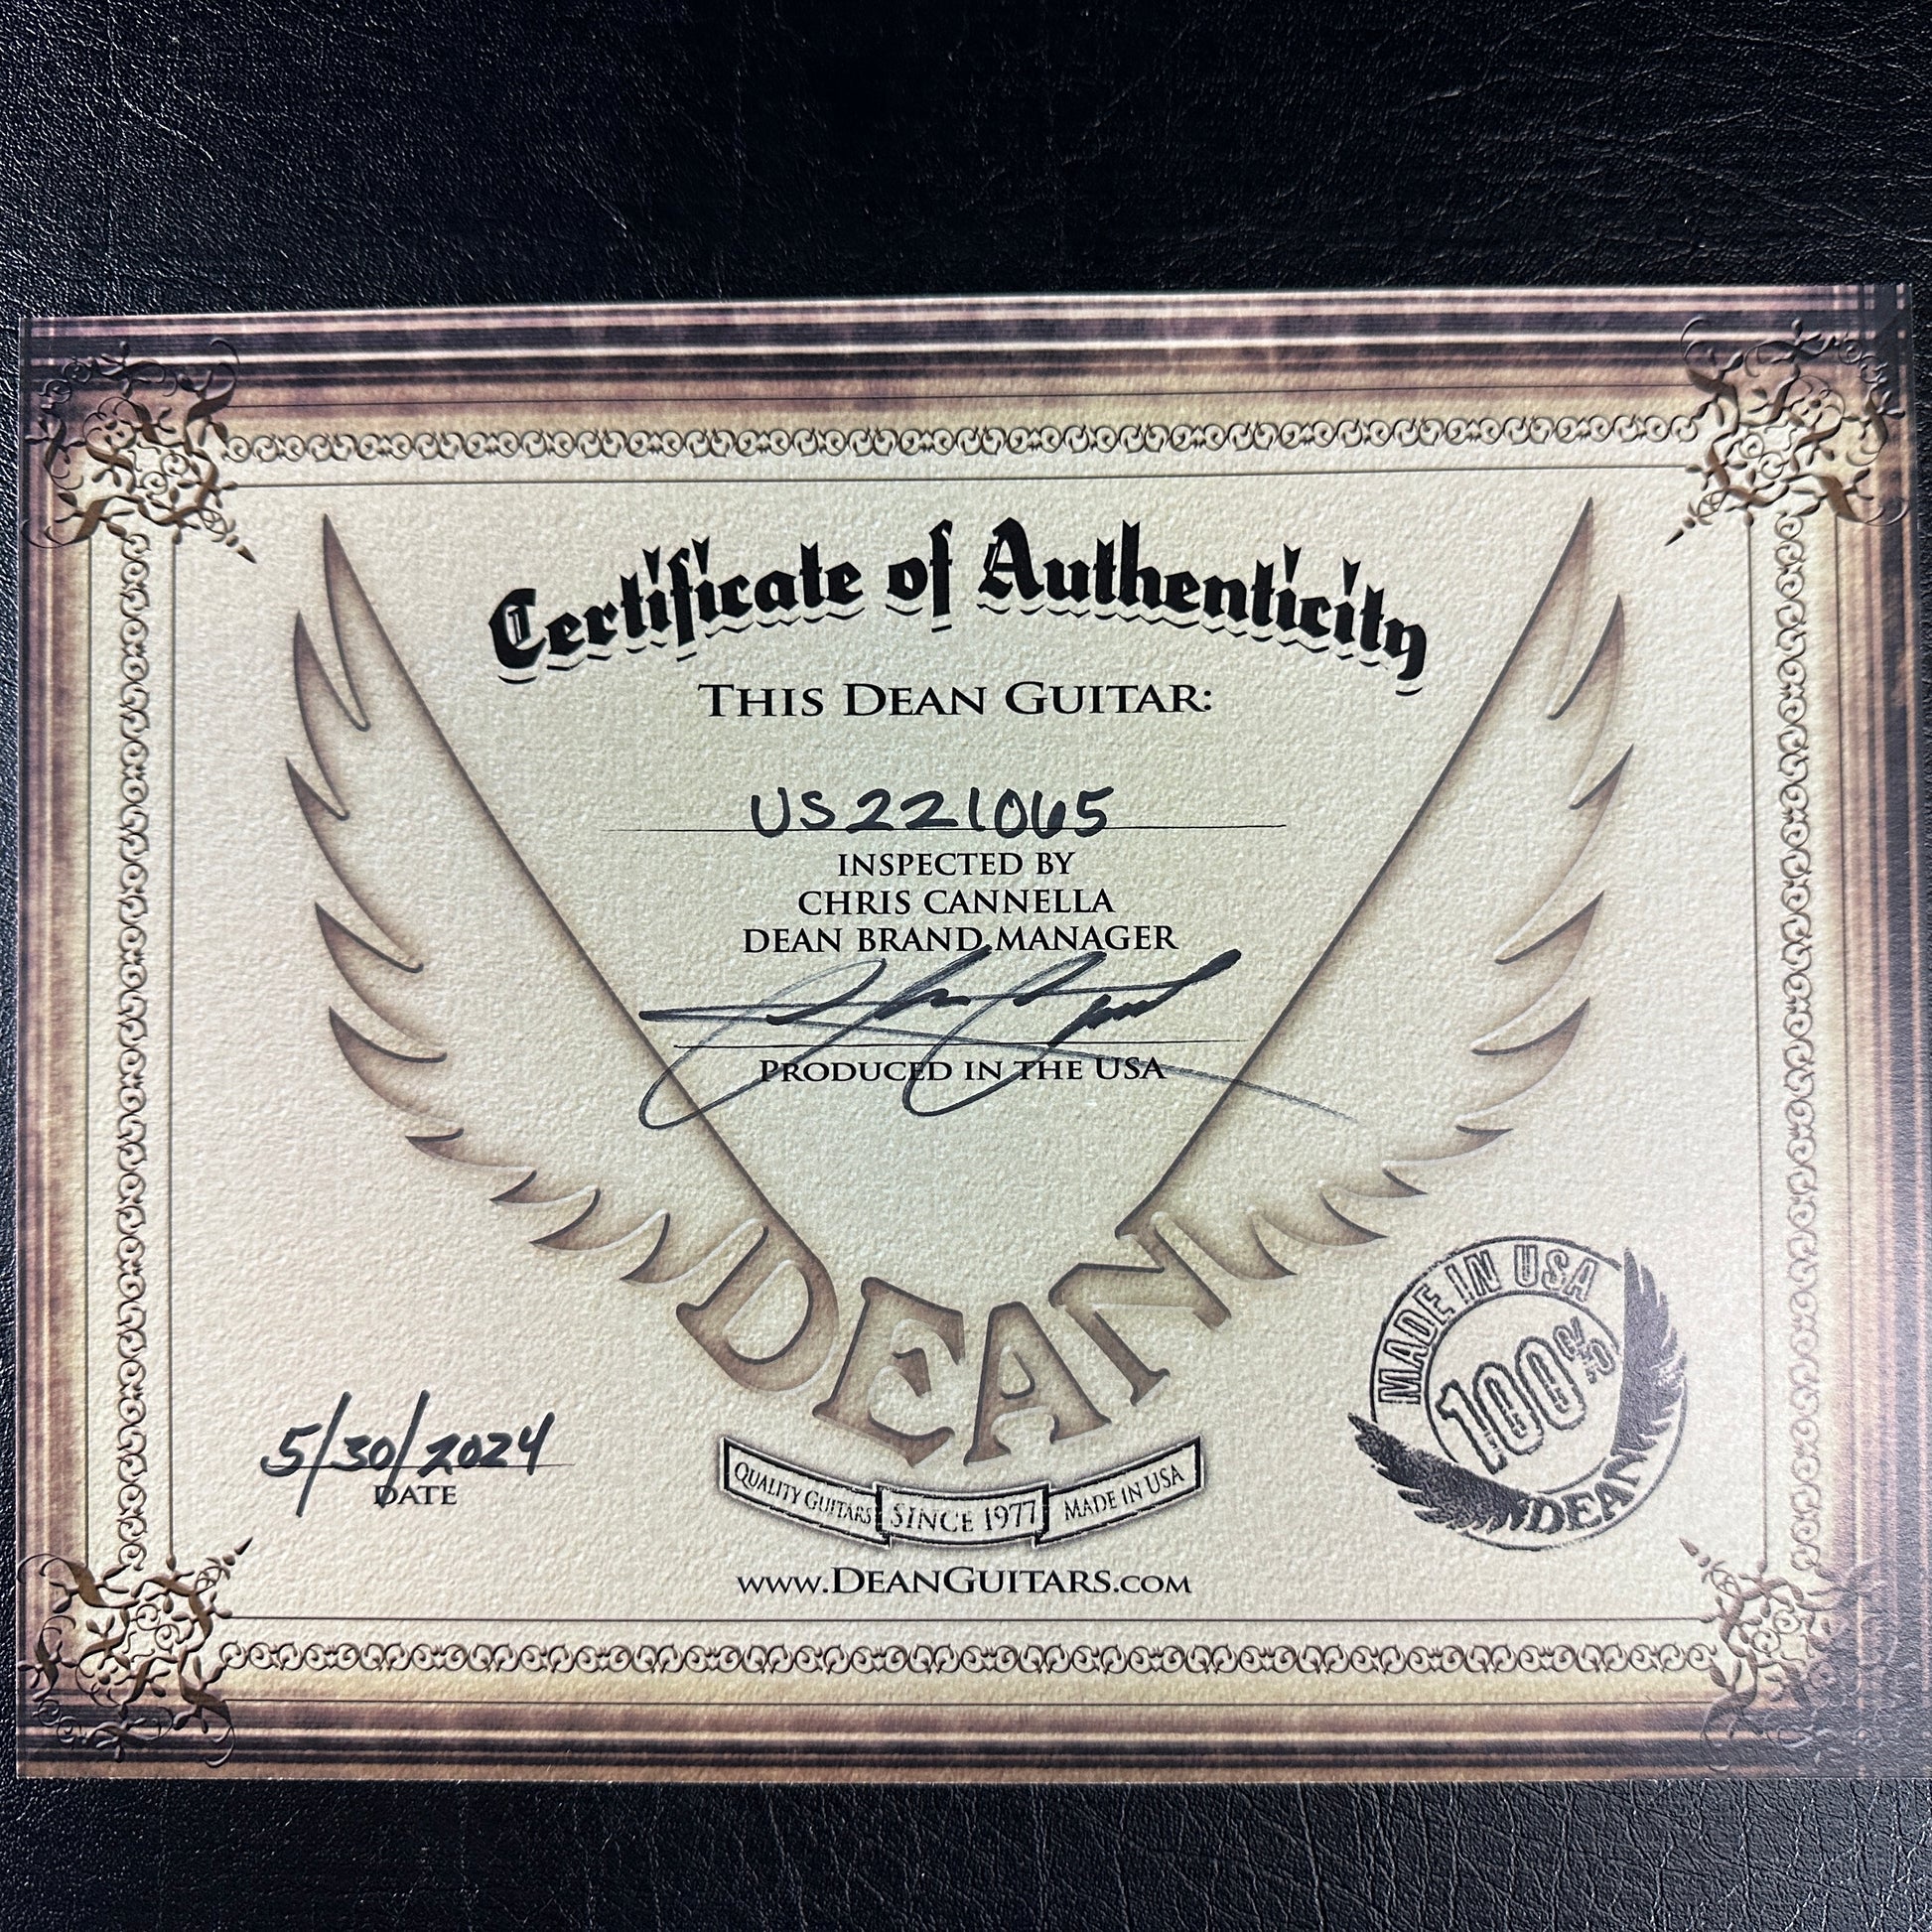 Certificate of Authenticity
THIS DEAN GUITAR:
US221065
INSPECTED BY
CHRIS CANNELLA
DEAN BRAND MANAGER
PRODUCED IN THE USA
DEAN
5/30/2024
DATE
QUALITY GUITARS SINCE 1977 MADE IN USA
WWW.DEANGUITARS.COM
MADE IN USA
100%
DEAN